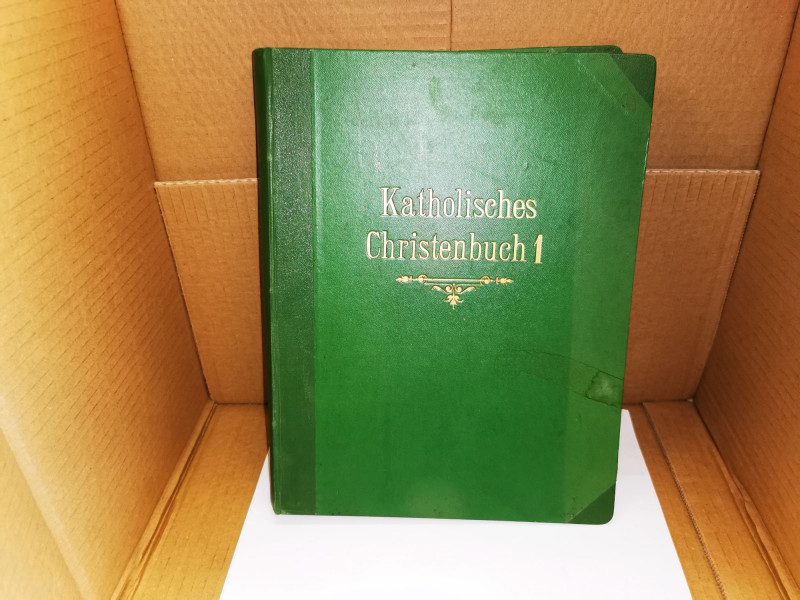 Katholisches
Christenbuch 1